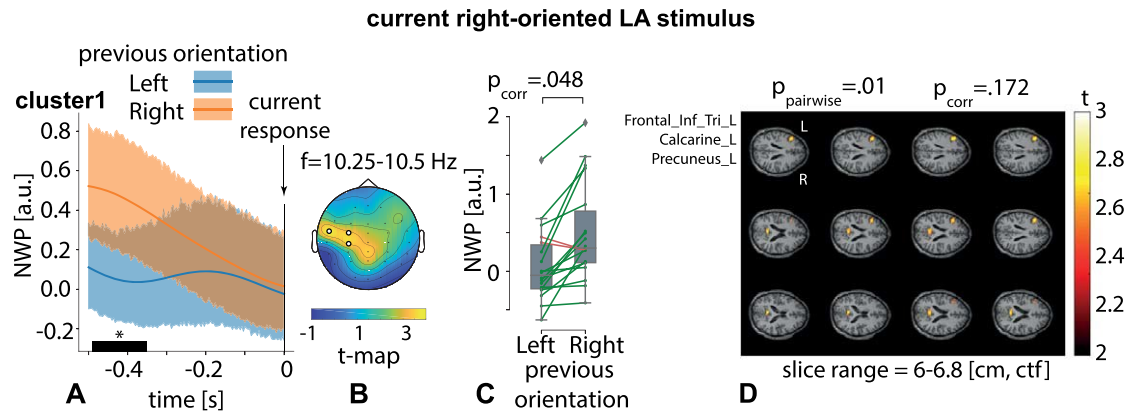 current right-oriented LA stimulus
previous orientation
Left
Right
cluster1
current
response
NWP [a.u.]
0.8
0.6
0.4
0.2
0.0
-0.2
*
-0.4
-0.2
0
time [s]
A
f=10.25-10.5 Hz
-1
1
3
t-map
B
pcorr=.048
NWP [a.u.]
2
1
0
Left Right
previous
orientation
C
ppairwise=.01 pcorr=.172
Frontal_Inf_Tri_L
Calcarine_L
Precuneus_L
L
R
t
3
2.8
2.6
2.4
2.2
2
slice range = 6-6.8 [cm, ctf]
D